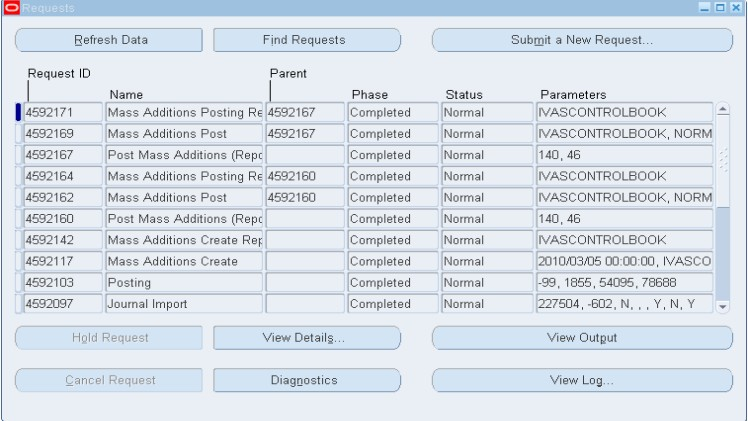 Requests
Refresh Data Find Requests Submit a New Request...
Request ID Parent
Name Phase Status Parameters
4592171 Mass Additions Posting Re 4592167 Completed Normal IVASCONTROLBOOK
4592169 Mass Additions Post 4592167 Completed Normal IVASCONTROLBOOK, NORM
4592167 Post Mass Additions (Repo Completed Normal 140, 46
4592164 Mass Additions Posting Re 4592160 Completed Normal IVASCONTROLBOOK
4592162 Mass Additions Post 4592160 Completed Normal IVASCONTROLBOOK, NORM
4592160 Post Mass Additions (Repo Completed Normal 140, 46
4592142 Mass Additions Create Rep Completed Normal IVASCONTROLBOOK
4592117 Mass Additions Create Completed Normal 2010/03/05 00:00:00, IVASCO
4592103 Posting Completed Normal -99, 1855, 54095, 78688
4592097 Journal Import Completed Normal 227504, -602, N, , , Y, N, Y
Hold Request View Details... View Output
Cancel Request Diagnostics View Log...